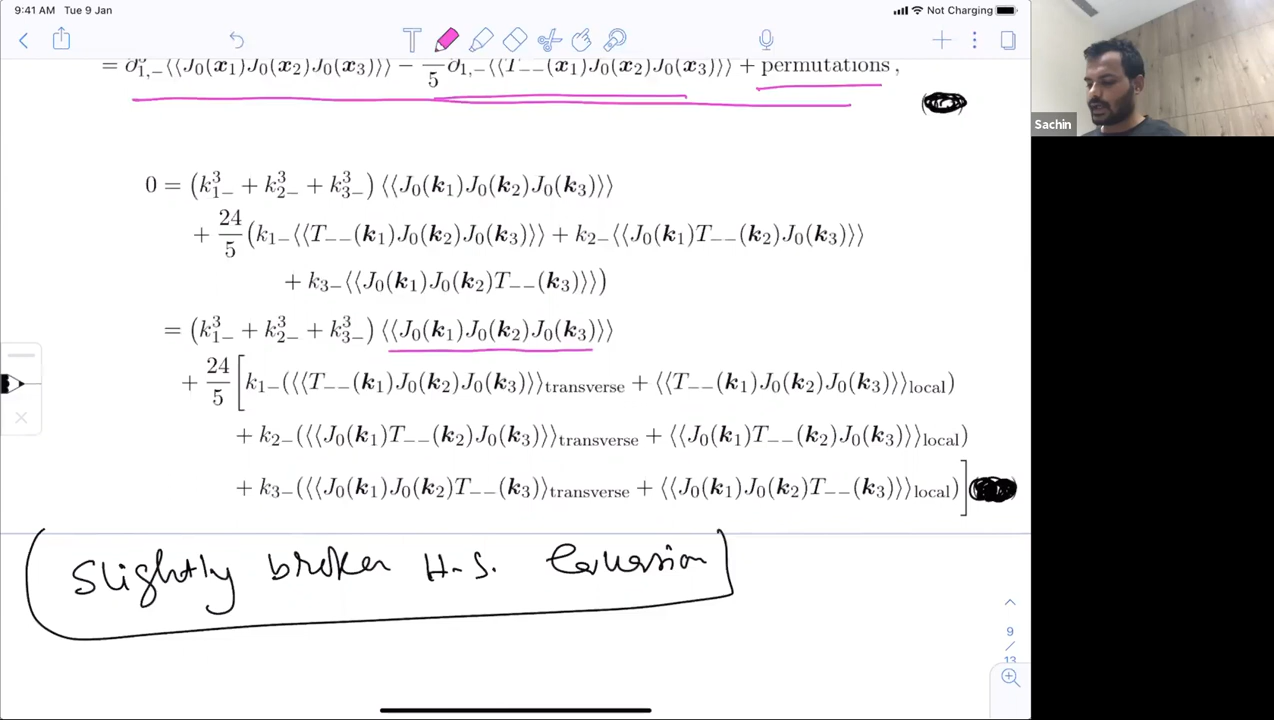 9:41 AM Tue 9 Jan
Not Charging
= ∂³₁,₋⟨⟨J₀(x₁)J₀(x₂)J₀(x₃)⟩⟩ − /5 ∂₁,₋⟨⟨T₋₋(x₁)J₀(x₂)J₀(x₃)⟩⟩ + permutations ,
Sachin
0 = (k³₁₋ + k³₂₋ + k³₃₋) ⟨⟨J₀(k₁)J₀(k₂)J₀(k₃)⟩⟩
+ 24/5 (k₁₋⟨⟨T₋₋(k₁)J₀(k₂)J₀(k₃)⟩⟩ + k₂₋⟨⟨J₀(k₁)T₋₋(k₂)J₀(k₃)⟩⟩
+ k₃₋⟨⟨J₀(k₁)J₀(k₂)T₋₋(k₃)⟩⟩)
= (k³₁₋ + k³₂₋ + k³₃₋) ⟨⟨J₀(k₁)J₀(k₂)J₀(k₃)⟩⟩
+ 24/5 [k₁₋(⟨⟨T₋₋(k₁)J₀(k₂)J₀(k₃)⟩⟩transverse + ⟨⟨T₋₋(k₁)J₀(k₂)J₀(k₃)⟩⟩local)
+ k₂₋(⟨⟨J₀(k₁)T₋₋(k₂)J₀(k₃)⟩⟩transverse + ⟨⟨J₀(k₁)T₋₋(k₂)J₀(k₃)⟩⟩local)
+ k₃₋(⟨⟨J₀(k₁)J₀(k₂)T₋₋(k₃)⟩transverse + ⟨⟨J₀(k₁)J₀(k₂)T₋₋(k₃)⟩⟩local)]
Slightly broken H.S.
9
/
13